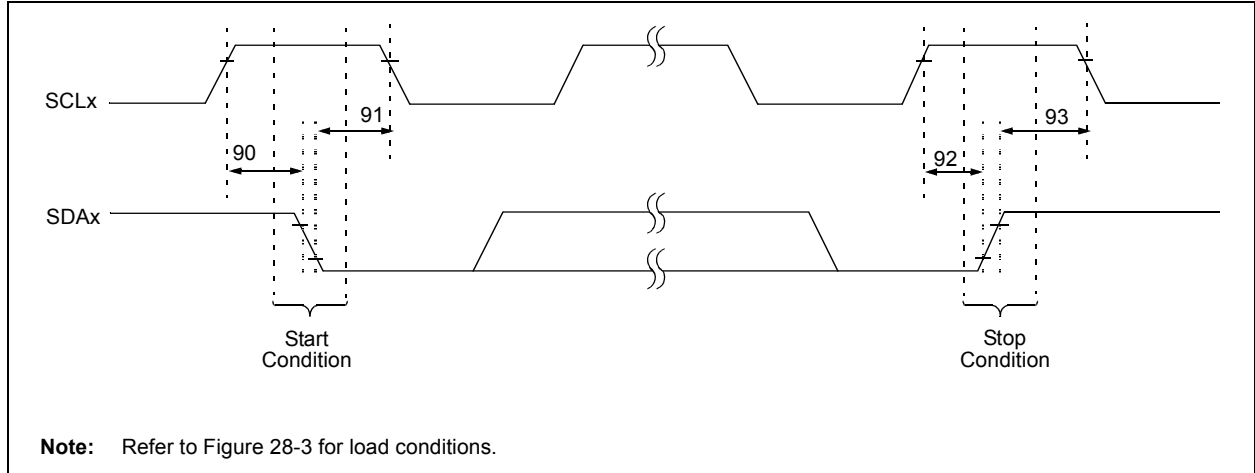 SCLx
91
93
90
92
SDAx
Start
Condition
Stop
Condition
Note: Refer to Figure 28-3 for load conditions.